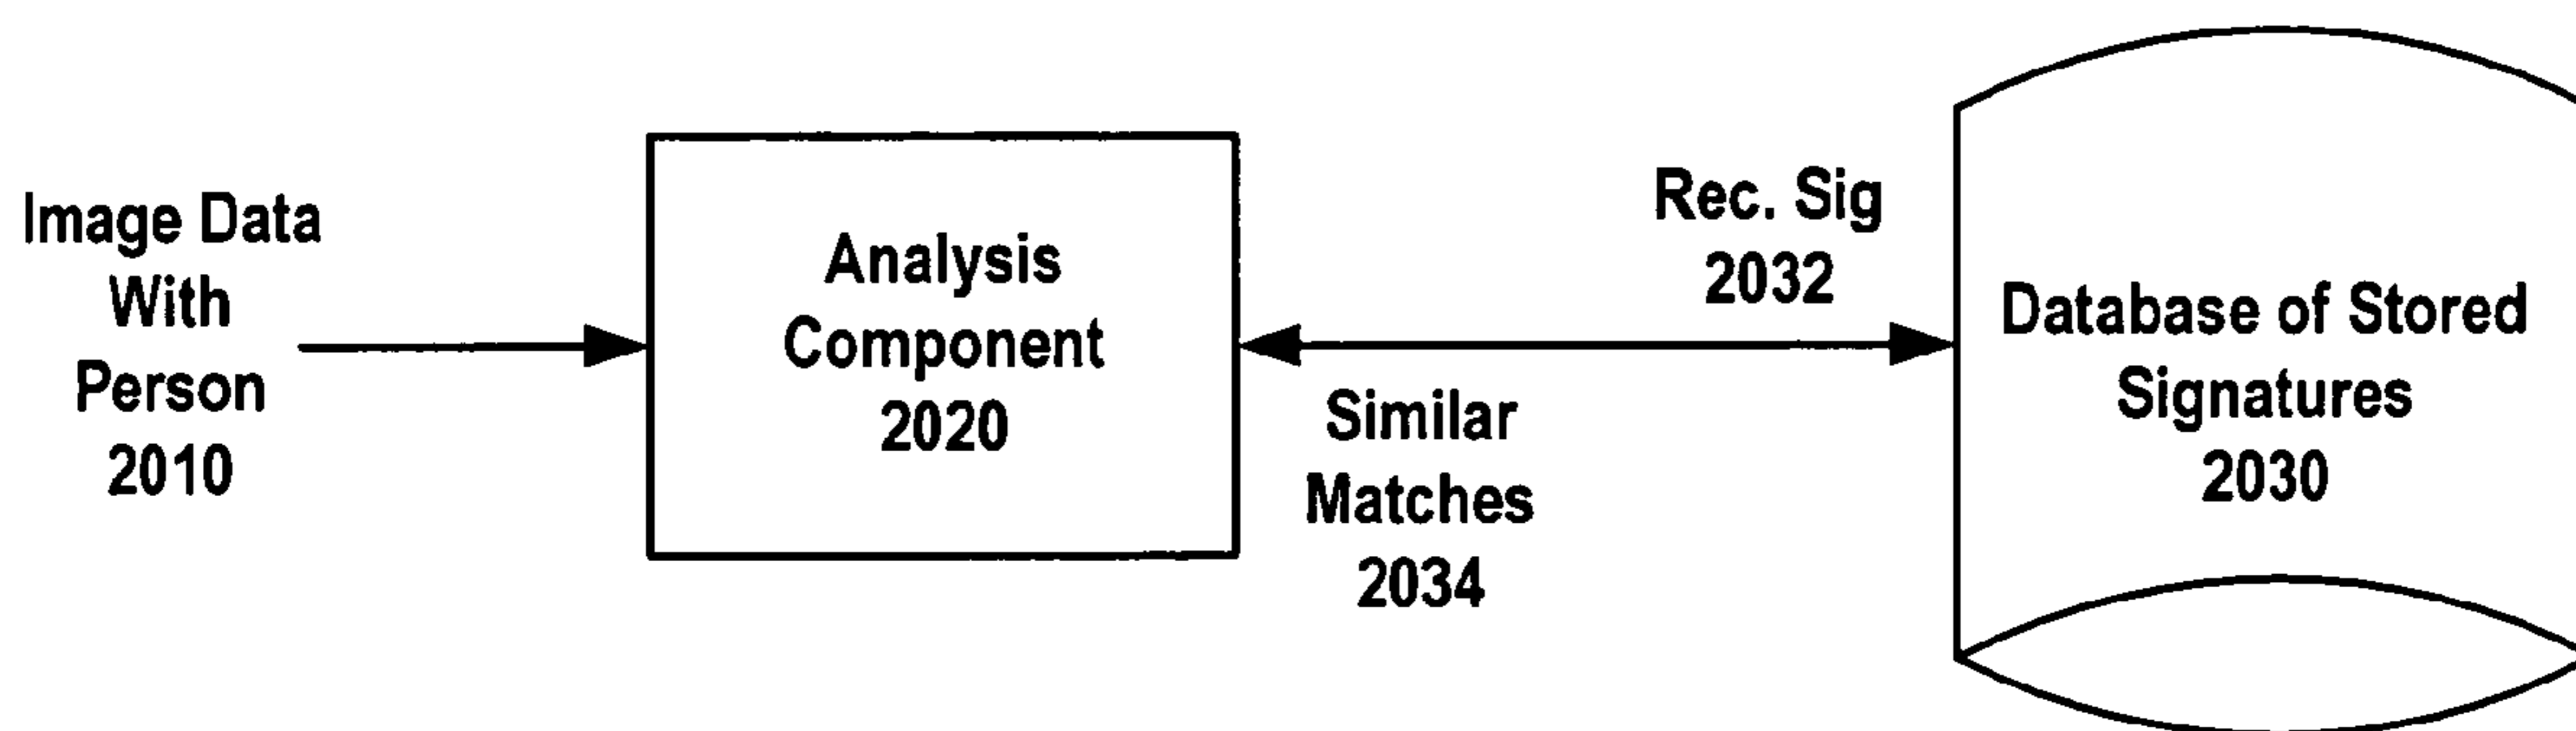 Image Data
With
Person
2010
Analysis
Component
2020
Rec. Sig
2032
Similar
Matches
2034
Database of Stored
Signatures
2030